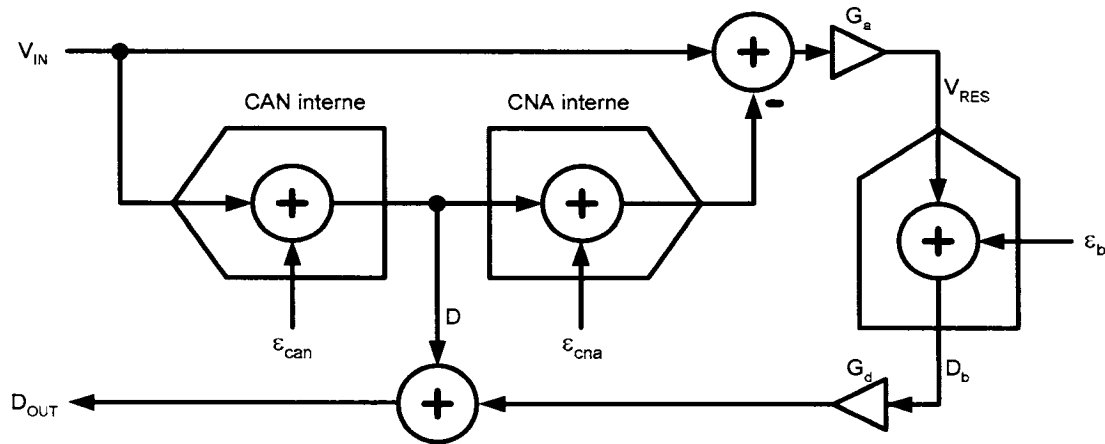 G_a
V_IN
+
-
CAN interne
CNA interne
V_RES
+
+
+
ε_b
D
ε_can
ε_cna
G_d
D_b
D_OUT
+